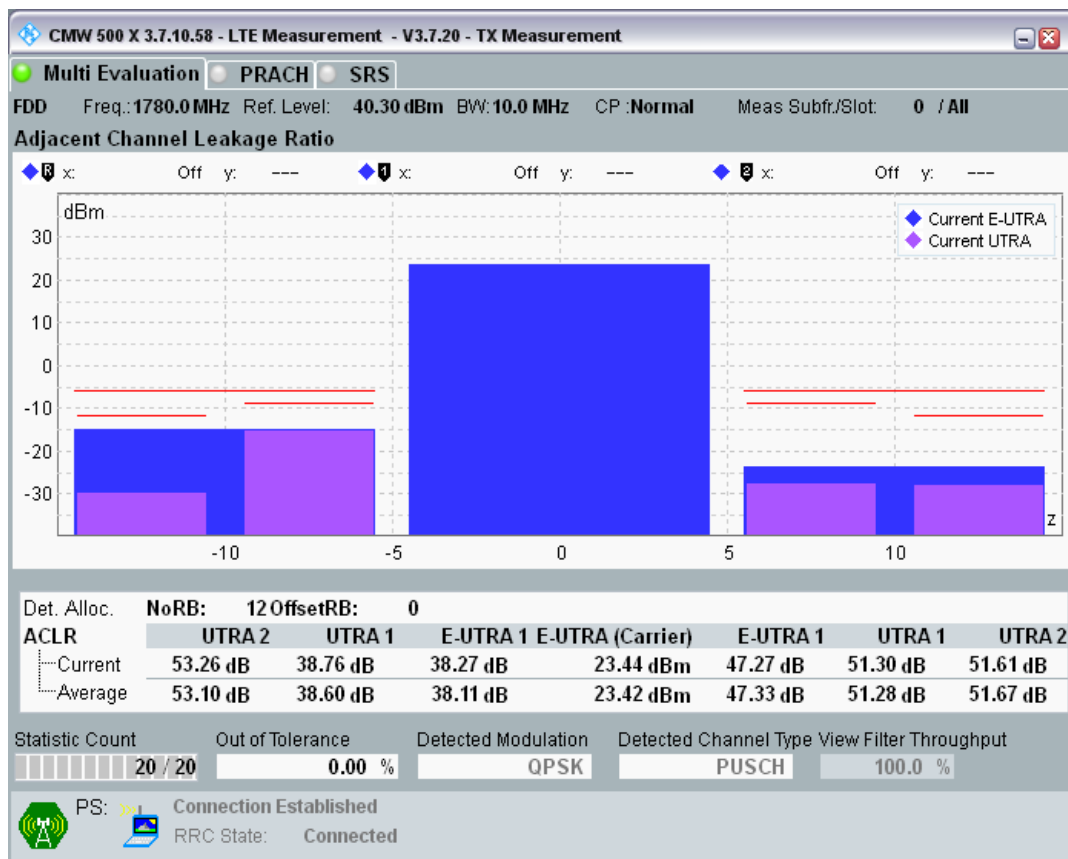 CMW 500 X 3.7.10.58 - LTE Measurement - V3.7.20 - TX Measurement
Multi Evaluation PRACH SRS
FDD Freq.: 1780.0 MHz Ref. Level: 40.30 dBm BW: 10.0 MHz CP :Normal Meas Subfr./Slot: 0 / All
Adjacent Channel Leakage Ratio
R x: Off y: --- 1 x: Off y: --- 2 x: Off y: ---
dBm
Current E-UTRA
Current UTRA
30
20
10
0
-10
-20
-30
z
-10 -5 0 5 10
Det. Alloc. NoRB: 12 OffsetRB: 0
ACLR UTRA 2 UTRA 1 E-UTRA 1 E-UTRA (Carrier) E-UTRA 1 UTRA 1 UTRA 2
Current 53.26 dB 38.76 dB 38.27 dB 23.44 dBm 47.27 dB 51.30 dB 51.61 dB
Average 53.10 dB 38.60 dB 38.11 dB 23.42 dBm 47.33 dB 51.28 dB 51.67 dB
Statistic Count Out of Tolerance Detected Modulation Detected Channel Type View Filter Throughput
20 / 20 0.00 % QPSK PUSCH 100.0 %
PS: Connection Established
RRC State: Connected